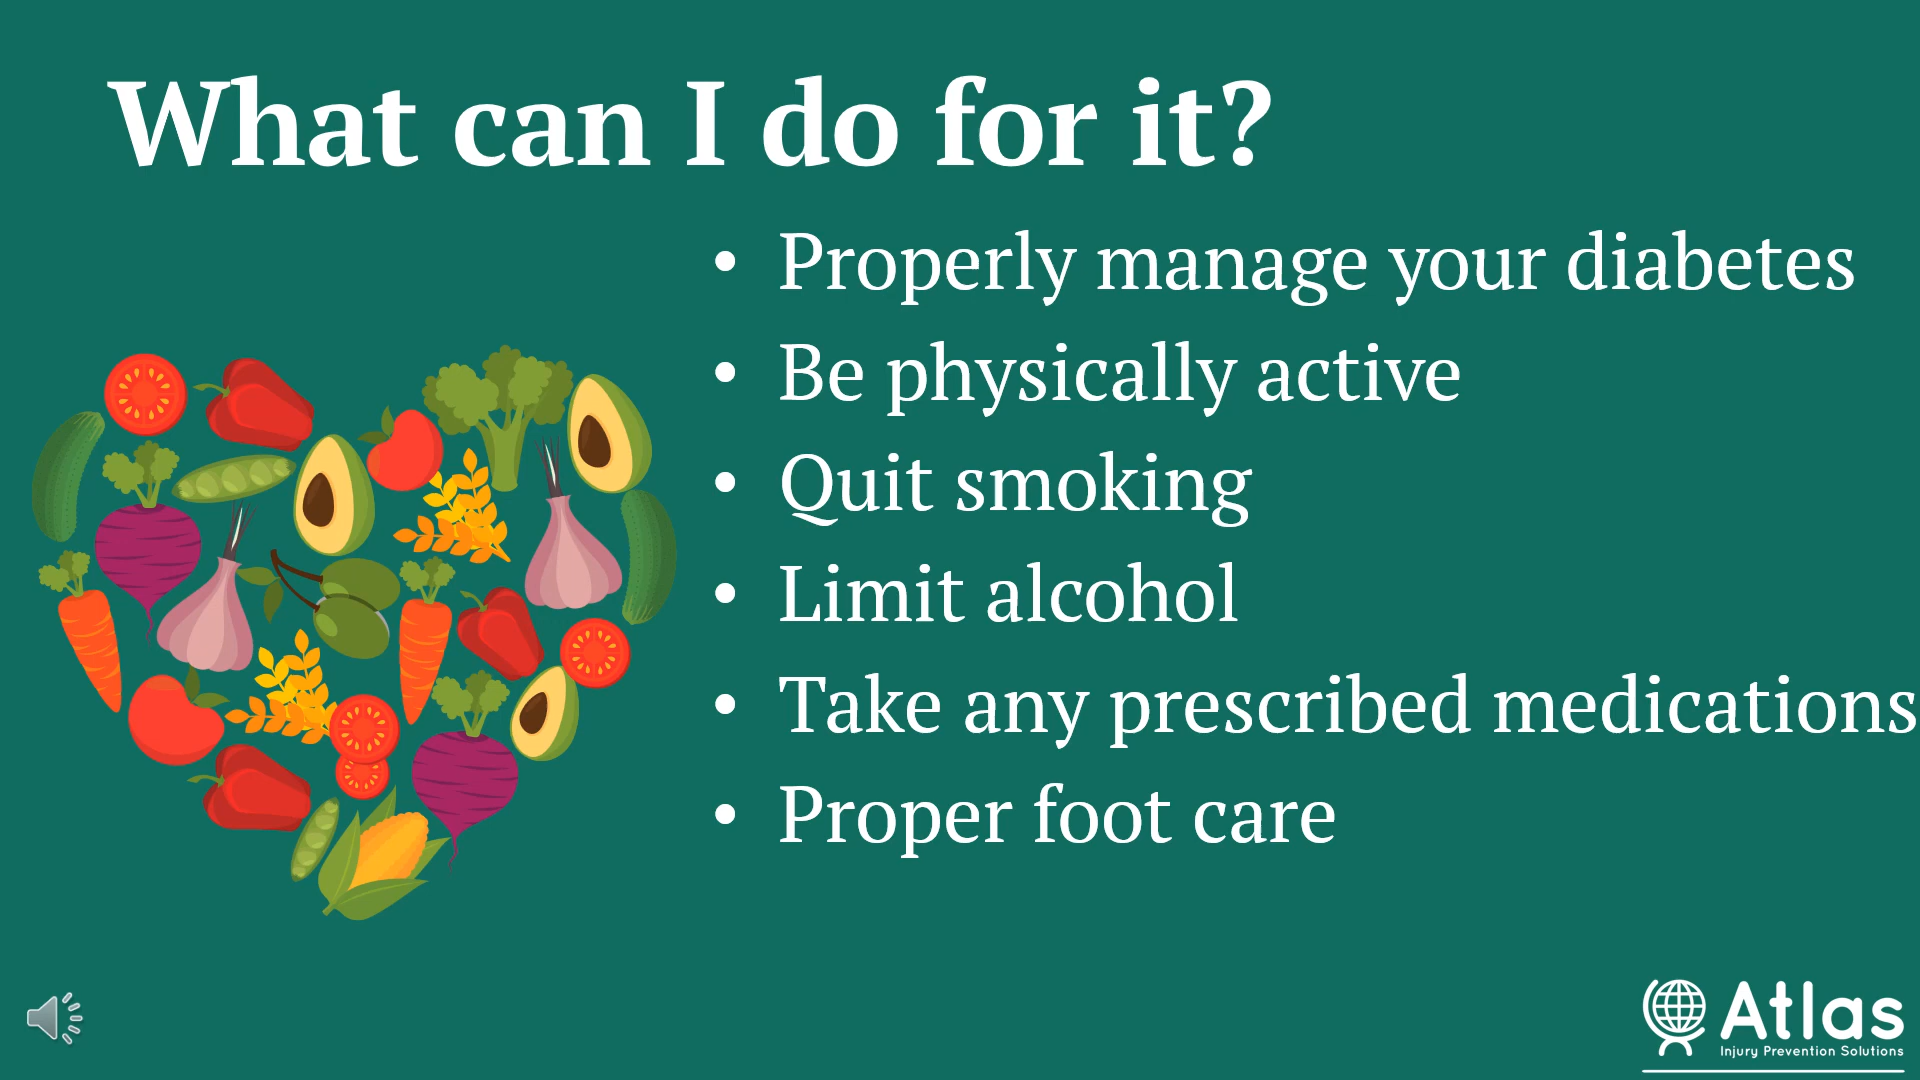 What can I do for it?
• Properly manage your diabetes
• Be physically active
• Quit smoking
• Limit alcohol
• Take any prescribed medications
• Proper foot care
Atlas
Injury Prevention Solutions